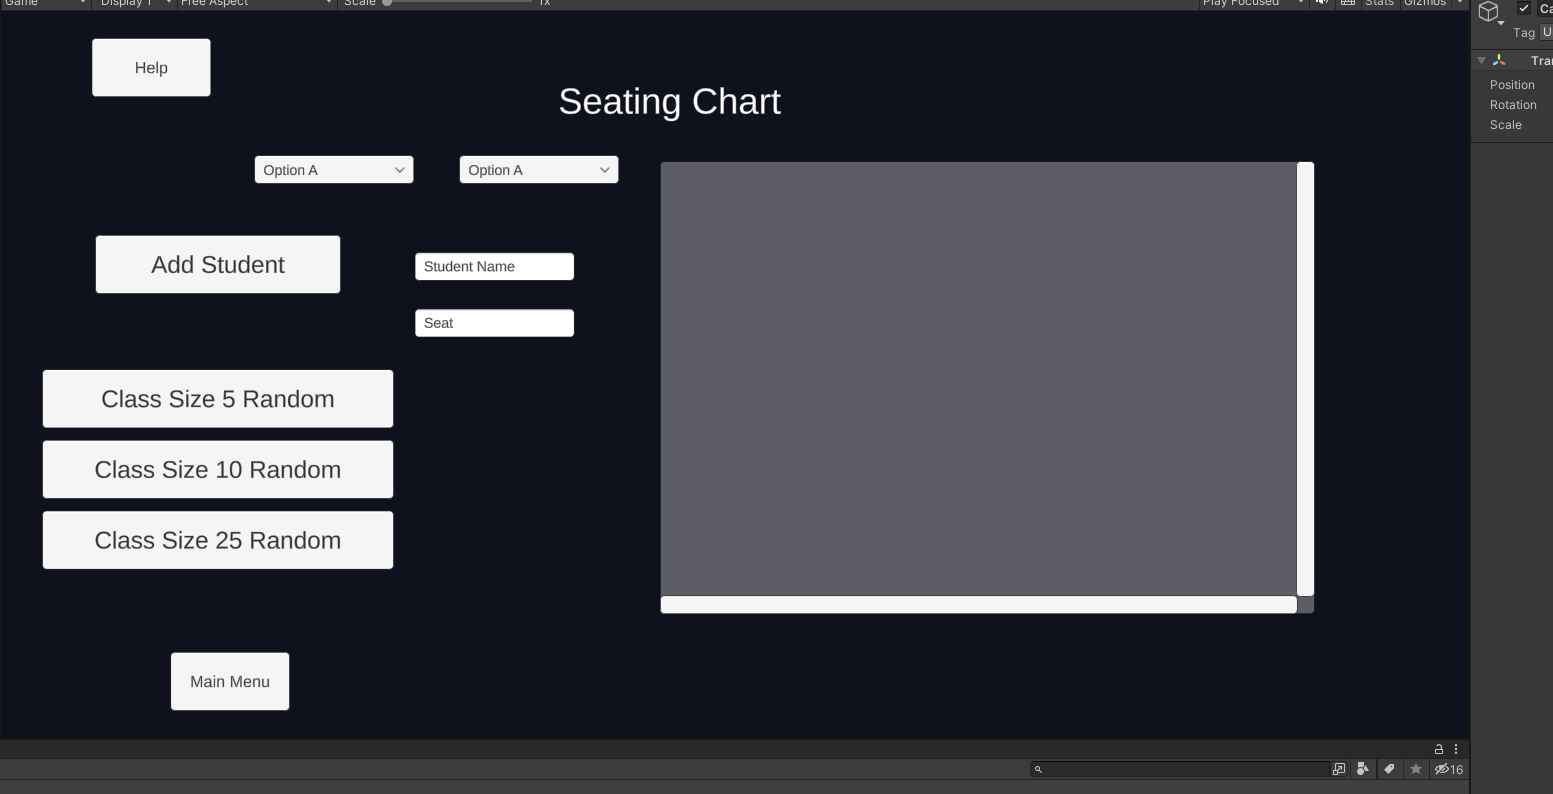 Game
Display 1
Free Aspect
Scale
1x
Play Focused
Stats
Gizmos
Tag
Position
Rotation
Scale
Help
Seating Chart
Option A
Option A
Add Student
Student Name
Seat
Class Size 5 Random
Class Size 10 Random
Class Size 25 Random
Main Menu
16